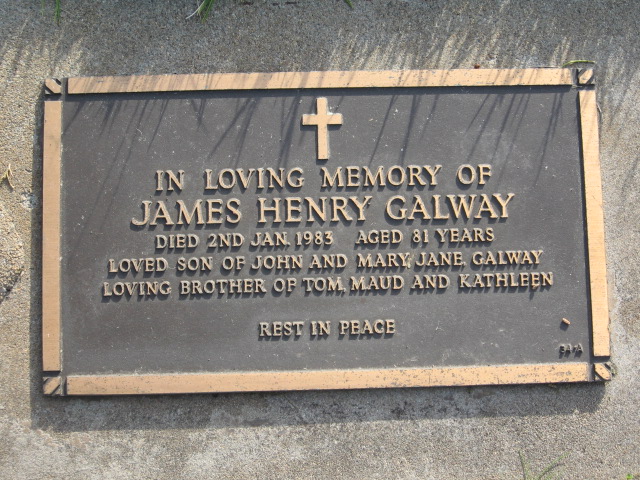 IN LOVING MEMORY OF
JAMES HENRY GALWAY
DIED 2ND JAN. 1983 AGED 81 YEARS
LOVED SON OF JOHN AND MARY JANE, GALWAY
LOVING BROTHER OF TOM, MAUD AND KATHLEEN
REST IN PEACE